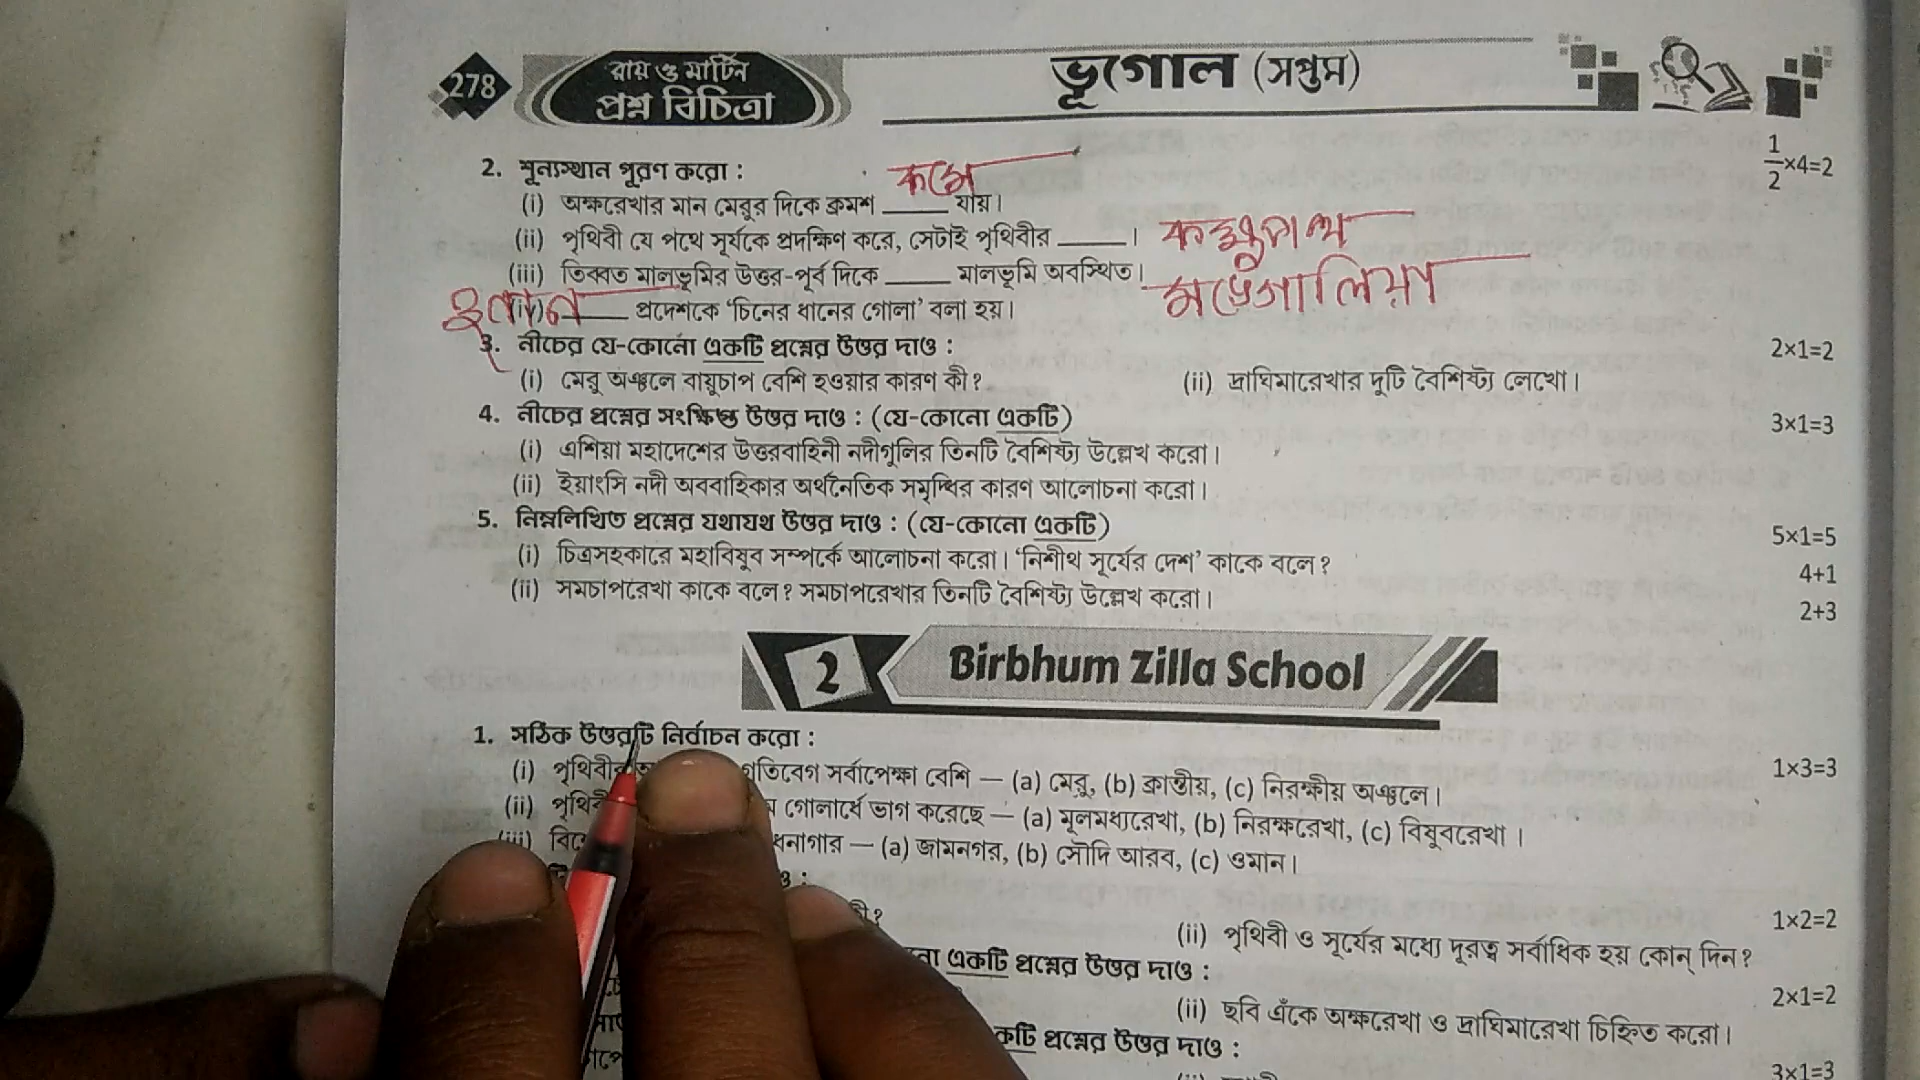 278
রায় ও মার্টিন
প্রশ্ন বিচিত্রা
ভূগোল (সপ্তম)
2. শূন্যস্থান পূরণ করো :
1/2×4=2
কমে
(i) অক্ষরেখার মান মেরুর দিকে ক্রমশ _____ যায়।
(ii) পৃথিবী যে পথে সূর্যকে প্রদক্ষিণ করে, সেটাই পৃথিবীর _____। কক্ষপথ
(iii) তিব্বত মালভূমির উত্তর-পূর্ব দিকে _____ মালভূমি অবস্থিত। মঙ্গোলিয়া
হুনান (iv) _____ প্রদেশকে ‘চিনের ধানের গোলা’ বলা হয়।
3. নীচের যে-কোনো একটি প্রশ্নের উত্তর দাও : 2×1=2
(i) মেরু অঞ্চলে বায়ুচাপ বেশি হওয়ার কারণ কী? (ii) দ্রাঘিমারেখার দুটি বৈশিষ্ট্য লেখো।
4. নীচের প্রশ্নের সংক্ষিপ্ত উত্তর দাও : (যে-কোনো একটি) 3×1=3
(i) এশিয়া মহাদেশের উত্তরবাহিনী নদীগুলির তিনটি বৈশিষ্ট্য উল্লেখ করো।
(ii) ইয়াংসি নদী অববাহিকার অর্থনৈতিক সমৃদ্ধির কারণ আলোচনা করো।
5. নিম্নলিখিত প্রশ্নের যথাযথ উত্তর দাও : (যে-কোনো একটি) 5×1=5
(i) চিত্রসহকারে মহাবিষুব সম্পর্কে আলোচনা করো। ‘নিশীথ সূর্যের দেশ’ কাকে বলে? 4+1
(ii) সমচাপরেখা কাকে বলে? সমচাপরেখার তিনটি বৈশিষ্ট্য উল্লেখ করো। 2+3
2 Birbhum Zilla School
1. সঠিক উত্তরটি নির্বাচন করো : 1×3=3
(i) পৃথিবীর গতিবেগ সর্বাপেক্ষা বেশি — (a) মেরু, (b) ক্রান্তীয়, (c) নিরক্ষীয় অঞ্চলে।
(ii) গোলার্ধে ভাগ করেছে — (a) মূলমধ্যরেখা, (b) নিরক্ষরেখা, (c) বিষুবরেখা।
(iii) — (a) জামনগর, (b) সৌদি আরব, (c) ওমান।
1×2=2
(ii) পৃথিবী ও সূর্যের মধ্যে দূরত্ব সর্বাধিক হয় কোন্ দিন?
একটি প্রশ্নের উত্তর দাও : 2×1=2
(ii) ছবি এঁকে অক্ষরেখা ও দ্রাঘিমারেখা চিহ্নিত করো।
প্রশ্নের উত্তর দাও : 3×1=3